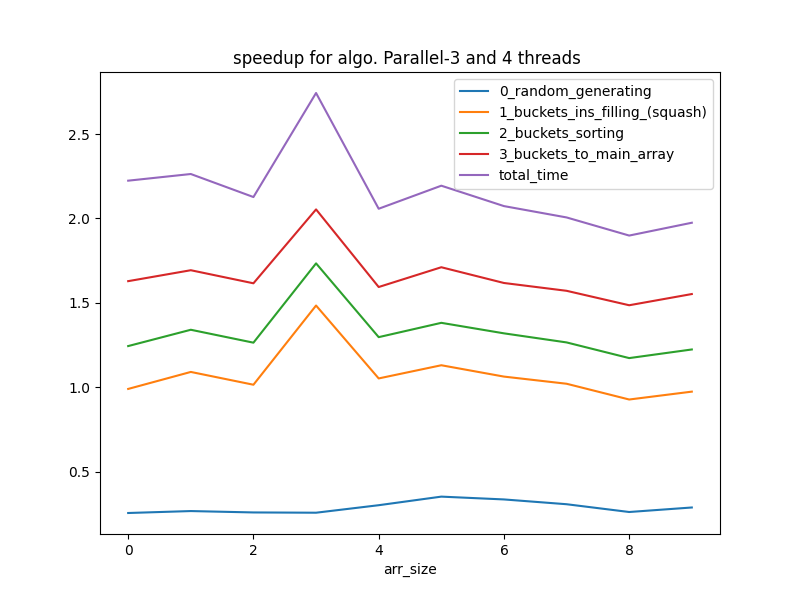 speedup for algo. Parallel-3 and 4 threads
0_random_generating
1_buckets_ins_filling_(squash)
2_buckets_sorting
3_buckets_to_main_array
total_time
2.5
2.0
1.5
1.0
0.5
0 2 4 6 8
arr_size